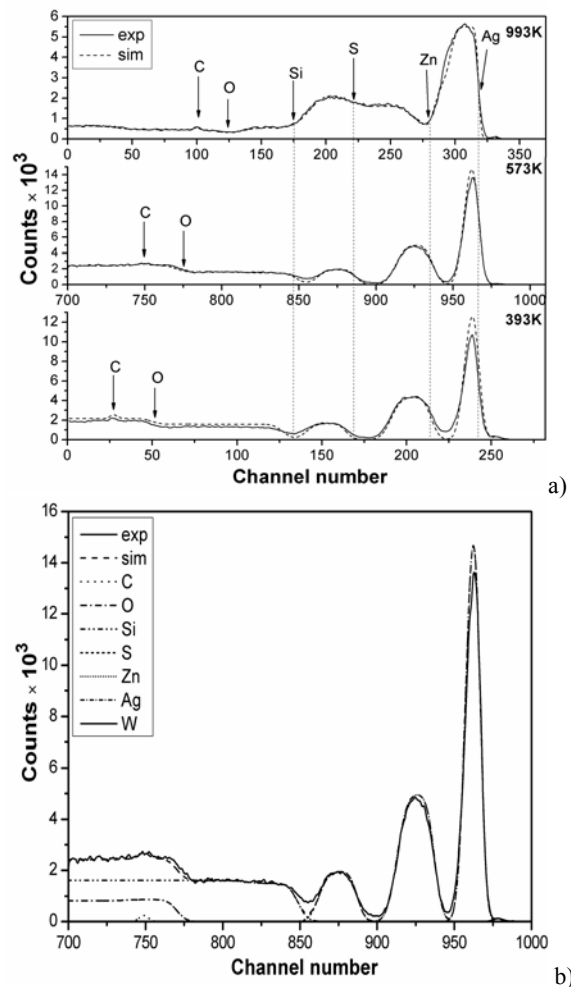 exp
sim
C
O
Si
S
Zn
Ag
993K
6
5
4
3
2
1
0
0 50 100 150 200 250 300 350
Counts × 10³
573K
C
O
14
12
10
8
6
4
2
0
700 750 800 850 900 950 1000
393K
C
O
12
10
8
6
4
2
0
0 50 100 150 200 250
Channel number
a)
16
14
12
10
8
6
4
2
0
Counts × 10³
exp
sim
C
O
Si
S
Zn
Ag
W
700 750 800 850 900 950 1000
Channel number
b)